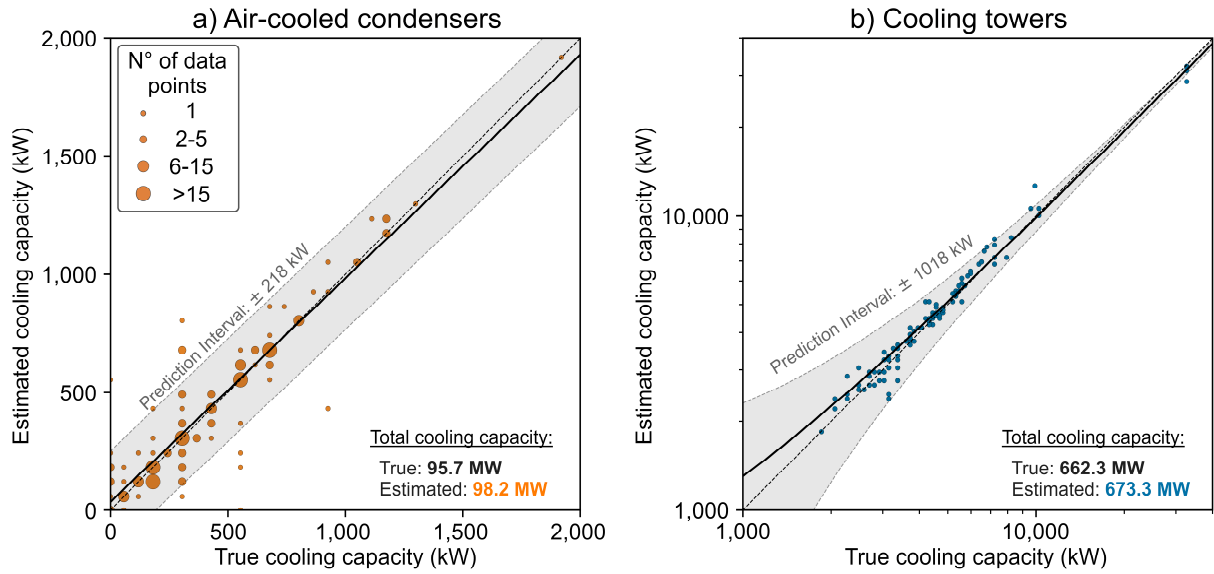 a) Air-cooled condensers
2,000
1,500
1,000
500
0
Estimated cooling capacity (kW)
N° of data
points
1
2-5
6-15
>15
Prediction Interval: ± 218 kW
Total cooling capacity:
True: 95.7 MW
Estimated: 98.2 MW
0
500
1,000
1,500
2,000
True cooling capacity (kW)
b) Cooling towers
10,000
1,000
Estimated cooling capacity (kW)
Prediction Interval: ± 1018 kW
Total cooling capacity:
True: 662.3 MW
Estimated: 673.3 MW
1,000
10,000
True cooling capacity (kW)